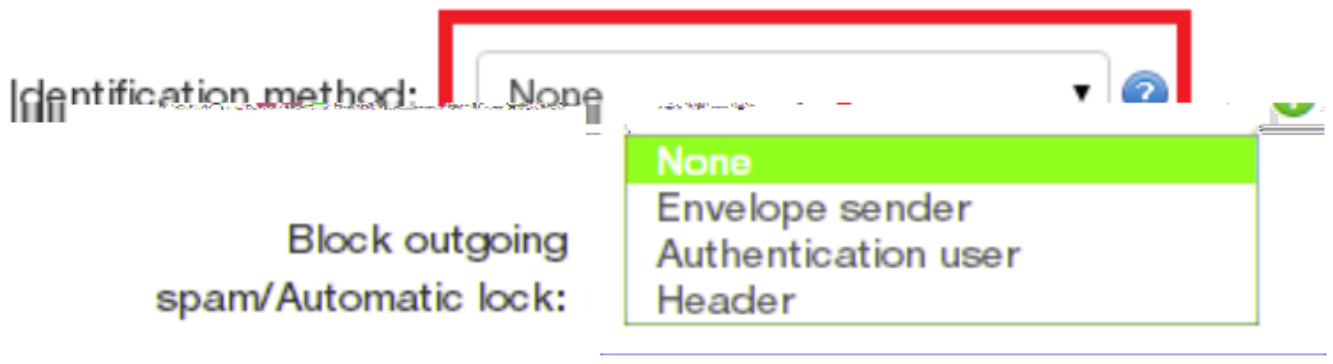 Identification method: None ?
None
Envelope sender
Block outgoing
Authentication user
spam/Automatic lock:
Header